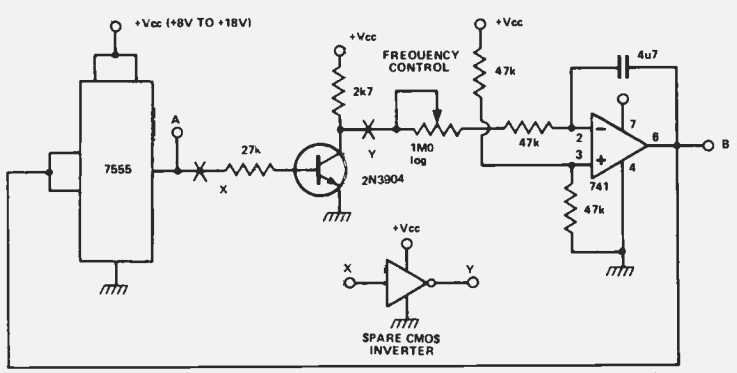 +Vcc (+8V TO +18V)
+Vcc
+Vcc
4u7
FREQUENCY
CONTROL
47k
2k7
A
7
2
6
B
27k
7555
X
Y
1M0
log
47k
3
741
4
2N3904
47k
+Vcc
X
Y
SPARE CMOS
INVERTER